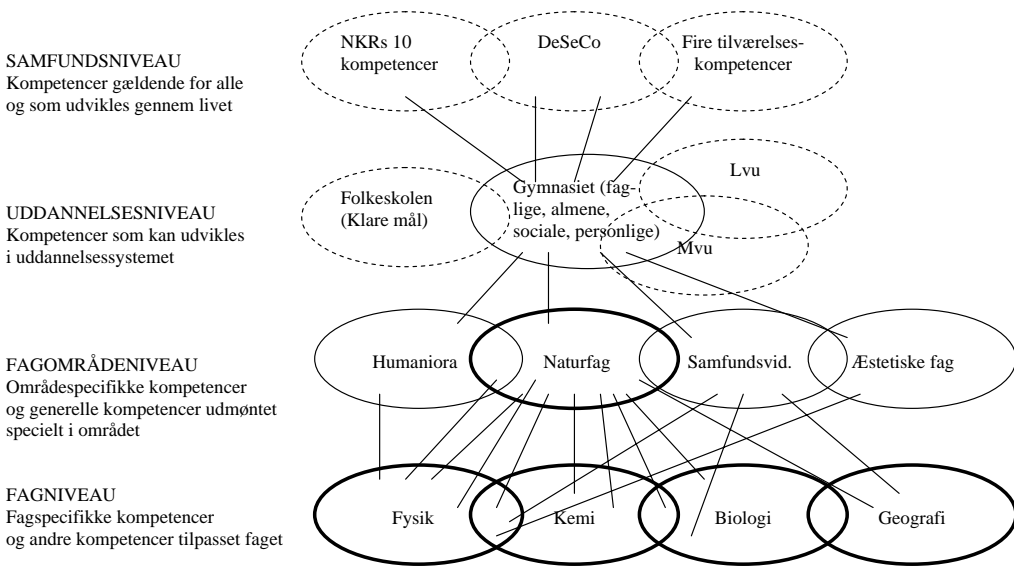 SAMFUNDSNIVEAU
Kompetencer gældende for alle
og som udvikles gennem livet
NKRs 10
kompetencer
DeSeCo
Fire tilværelses-
kompetencer
UDDANNELSESNIVEAU
Kompetencer som kan udvikles
i uddannelsessystemet
Folkeskolen
(Klare mål)
Gymnasiet (fag-
lige, almene,
sociale, personlige)
Lvu
Mvu
FAGOMRÅDENIVEAU
Områdespecifikke kompetencer
og generelle kompetencer udmøntet
specielt i området
Humaniora
Naturfag
Samfundsvid.
Æstetiske fag
FAGNIVEAU
Fagspecifikke kompetencer
og andre kompetencer tilpasset faget
Fysik
Kemi
Biologi
Geografi